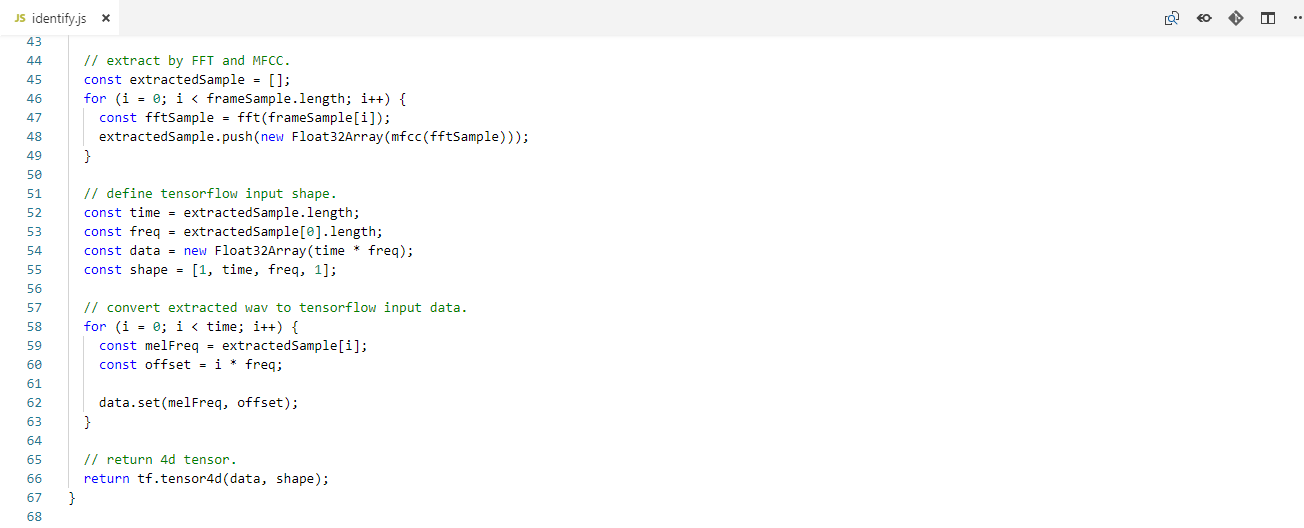 JS identify.js ×
43
44 // extract by FFT and MFCC.
45 const extractedSample = [];
46 for (i = 0; i < frameSample.length; i++) {
47 const fftSample = fft(frameSample[i]);
48 extractedSample.push(new Float32Array(mfcc(fftSample)));
49 }
50
51 // define tensorflow input shape.
52 const time = extractedSample.length;
53 const freq = extractedSample[0].length;
54 const data = new Float32Array(time * freq);
55 const shape = [1, time, freq, 1];
56
57 // convert extracted wav to tensorflow input data.
58 for (i = 0; i < time; i++) {
59 const melFreq = extractedSample[i];
60 const offset = i * freq;
61
62 data.set(melFreq, offset);
63 }
64
65 // return 4d tensor.
66 return tf.tensor4d(data, shape);
67 }
68